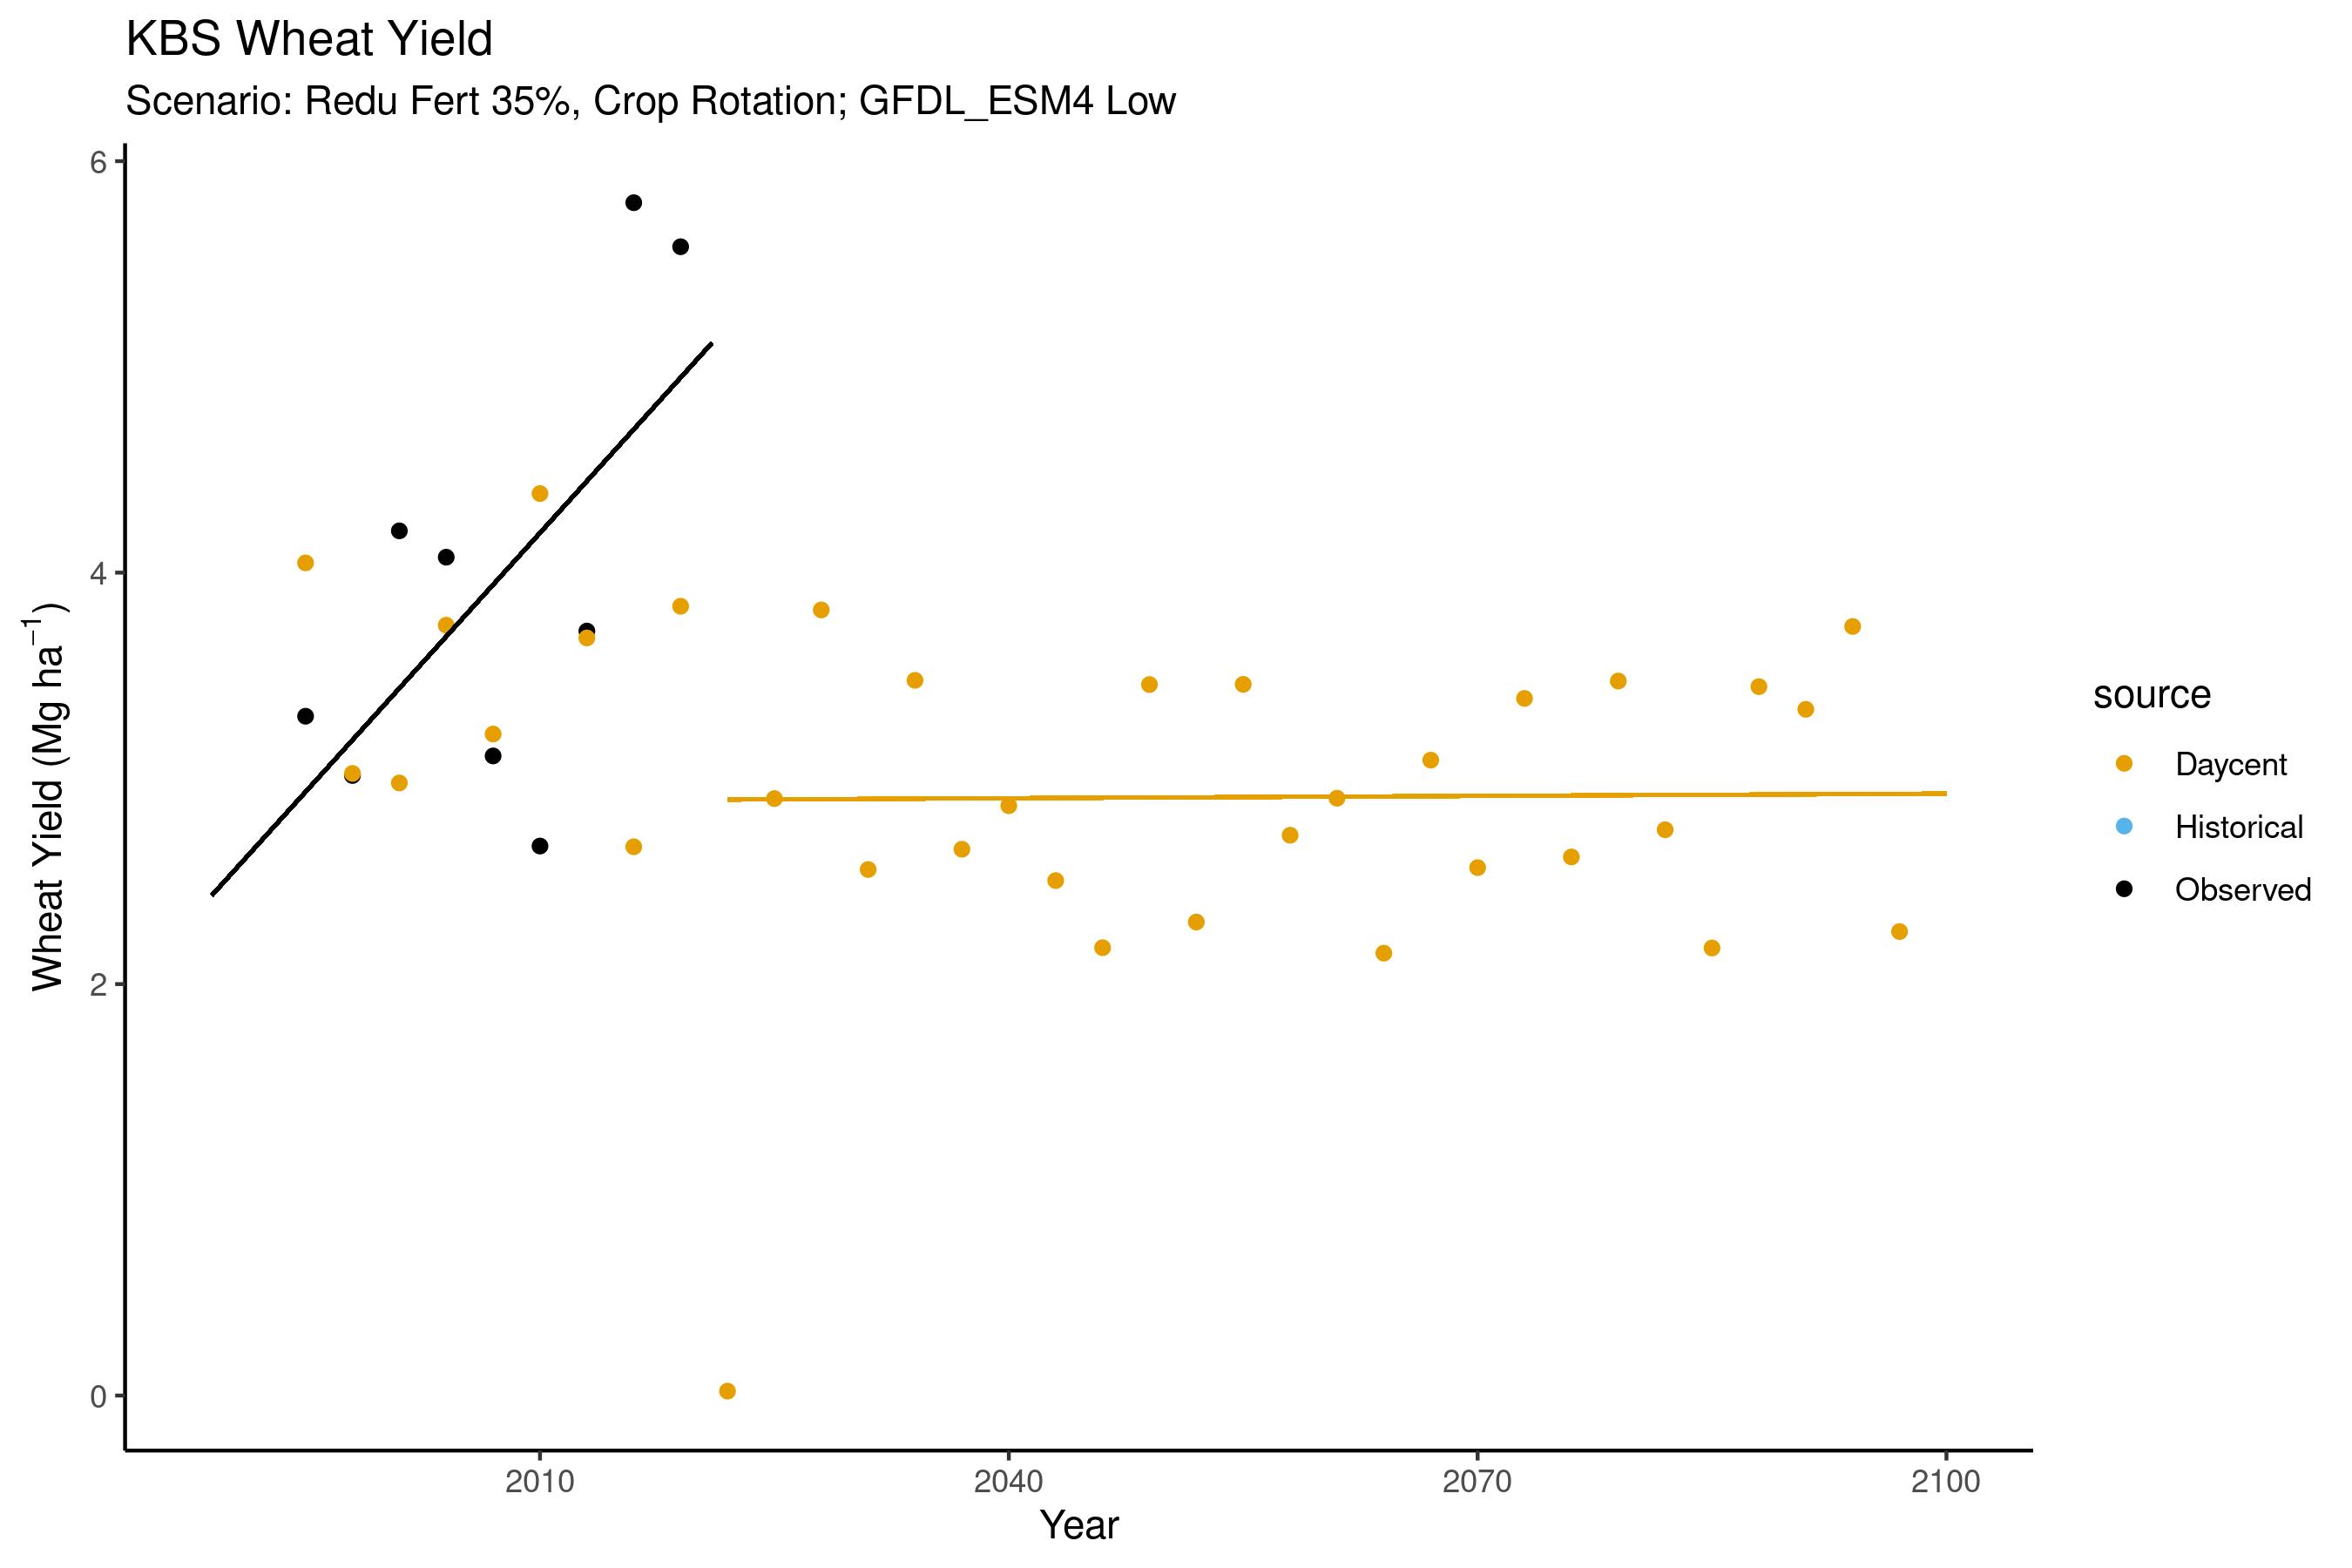 KBS Wheat Yield
Scenario: Redu Fert 35%, Crop Rotation; GFDL_ESM4 Low
Wheat Yield (Mg ha⁻¹)
6
4
2
0
2010
2040
2070
2100
Year
source
Daycent
Historical
Observed